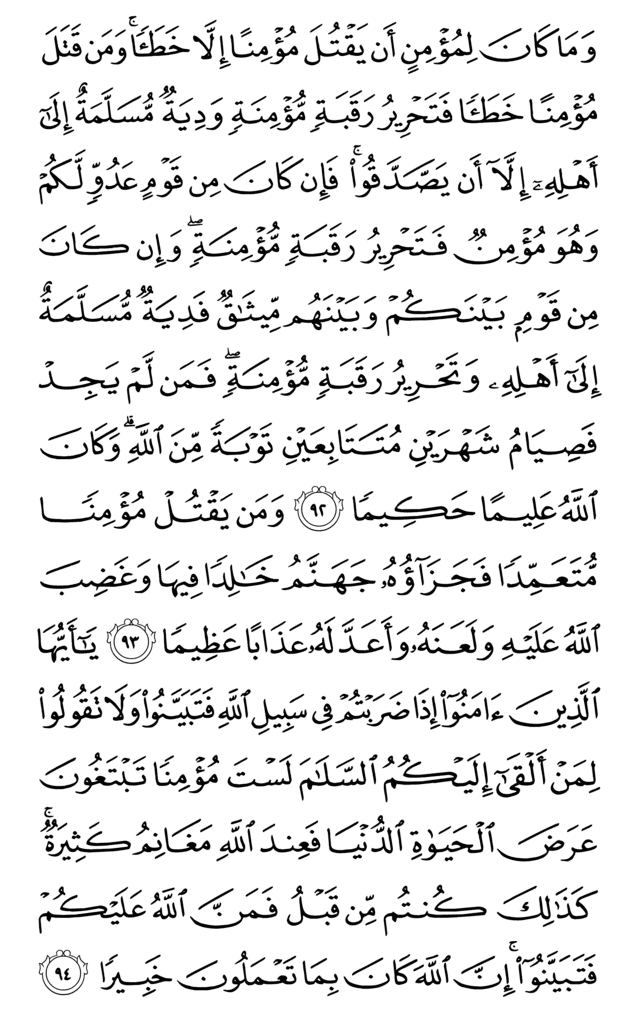 وَمَا كَانَ لِمُؤْمِنٍ أَن يَقْتُلَ مُؤْمِنًا إِلَّا خَطَـًٔا ۚ وَمَن قَتَلَ
مُؤْمِنًا خَطَـًٔا فَتَحْرِيرُ رَقَبَةٍ مُّؤْمِنَةٍ وَدِيَةٌ مُّسَلَّمَةٌ إِلَىٰٓ
أَهْلِهِۦٓ إِلَّآ أَن يَصَّدَّقُوا۟ ۚ فَإِن كَانَ مِن قَوْمٍ عَدُوٍّ لَّكُمْ
وَهُوَ مُؤْمِنٌ فَتَحْرِيرُ رَقَبَةٍ مُّؤْمِنَةٍ ۖ وَإِن كَانَ
مِن قَوْمٍۭ بَيْنَكُمْ وَبَيْنَهُم مِّيثَـٰقٌ فَدِيَةٌ مُّسَلَّمَةٌ
إِلَىٰٓ أَهْلِهِۦ وَتَحْرِيرُ رَقَبَةٍ مُّؤْمِنَةٍ ۖ فَمَن لَّمْ يَجِدْ
فَصِيَامُ شَهْرَيْنِ مُتَتَابِعَيْنِ تَوْبَةً مِّنَ ٱللَّهِ ۗ وَكَانَ
ٱللَّهُ عَلِيمًا حَكِيمًا ٩٢ وَمَن يَقْتُلْ مُؤْمِنًا
مُّتَعَمِّدًا فَجَزَآؤُهُۥ جَهَنَّمُ خَـٰلِدًا فِيهَا وَغَضِبَ
ٱللَّهُ عَلَيْهِ وَلَعَنَهُۥ وَأَعَدَّ لَهُۥ عَذَابًا عَظِيمًا ٩٣ يَـٰٓأَيُّهَا
ٱلَّذِينَ ءَامَنُوٓا۟ إِذَا ضَرَبْتُمْ فِى سَبِيلِ ٱللَّهِ فَتَبَيَّنُوا۟ وَلَا تَقُولُوا۟
لِمَنْ أَلْقَىٰٓ إِلَيْكُمُ ٱلسَّلَـٰمَ لَسْتَ مُؤْمِنًا تَبْتَغُونَ
عَرَضَ ٱلْحَيَوٰةِ ٱلدُّنْيَا فَعِندَ ٱللَّهِ مَغَانِمُ كَثِيرَةٌ ۚ
كَذَٰلِكَ كُنتُم مِّن قَبْلُ فَمَنَّ ٱللَّهُ عَلَيْكُمْ
فَتَبَيَّنُوٓا۟ ۚ إِنَّ ٱللَّهَ كَانَ بِمَا تَعْمَلُونَ خَبِيرًا ٩٤